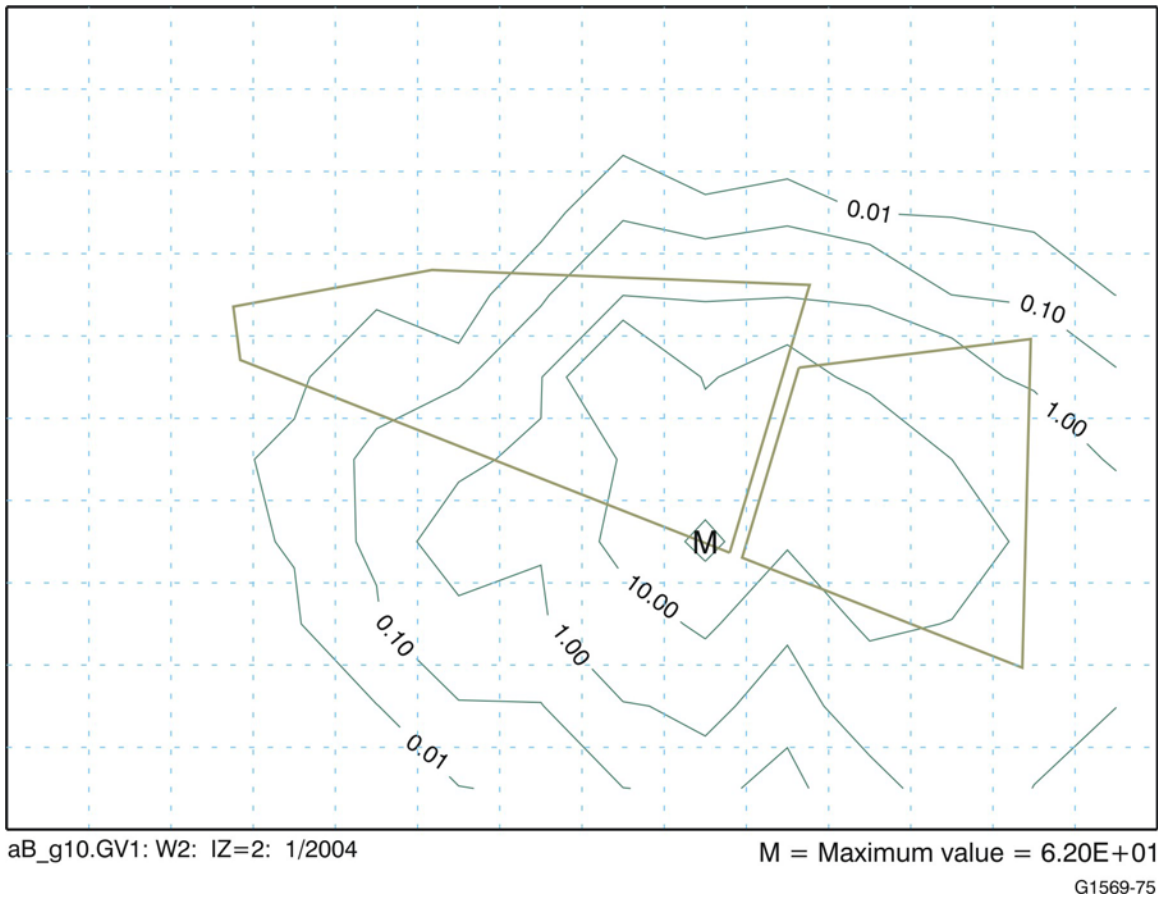 0.01
0.10
1.00
M
10.00
0.10
1.00
0.01
aB_g10.GV1: W2: IZ=2: 1/2004
M = Maximum value = 6.20E+01
G1569-75